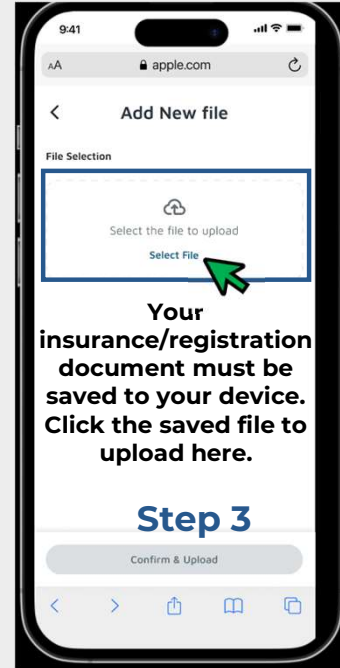 9:41
AA apple.com
Add New file
File Selection
Select the file to upload
Select File
Your
insurance/registration
document must be
saved to your device.
Click the saved file to
upload here.
Step 3
Confirm & Upload